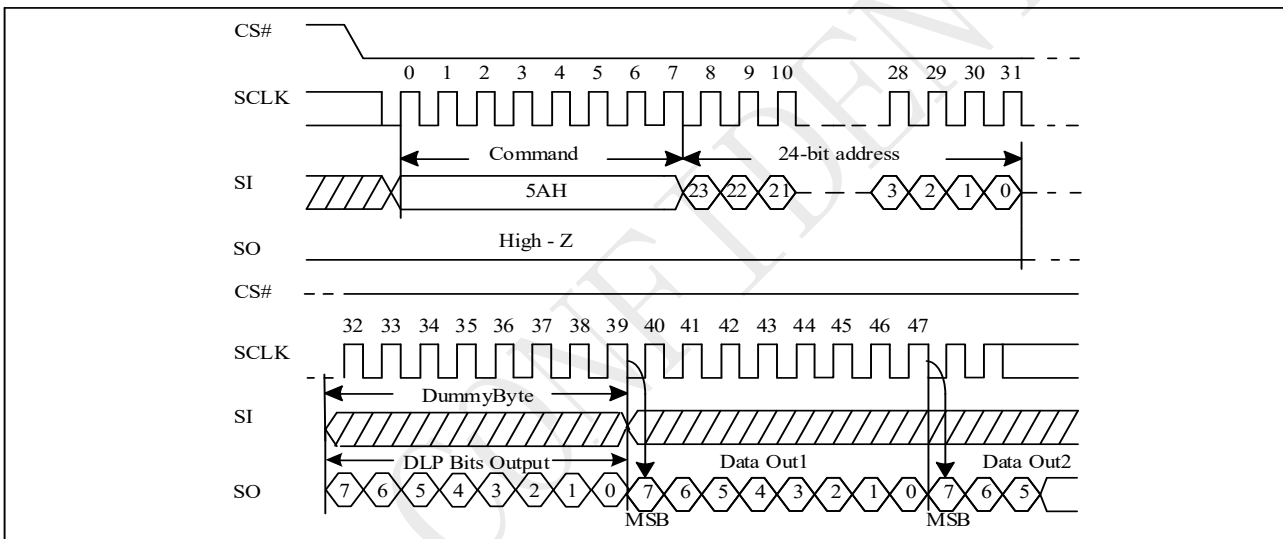 CS#
0 1 2 3 4 5 6 7 8 9 10 28 29 30 31
SCLK
Command 24-bit address
SI 5AH 23 22 21 3 2 1 0
SO High - Z
CS#
32 33 34 35 36 37 38 39 40 41 42 43 44 45 46 47
SCLK
DummyByte
SI
DLP Bits Output Data Out1 Data Out2
SO 7 6 5 4 3 2 1 0 7 6 5 4 3 2 1 0 7 6 5
MSB MSB